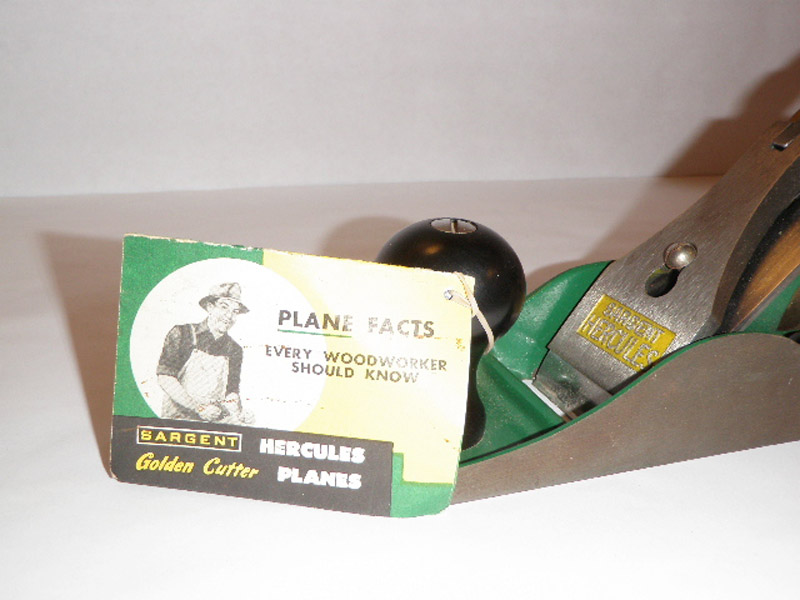 PLANE FACTS
EVERY WOODWORKER
SHOULD KNOW
SARGENT
Golden Cutter
HERCULES
PLANES
SARGENT
HERCULES